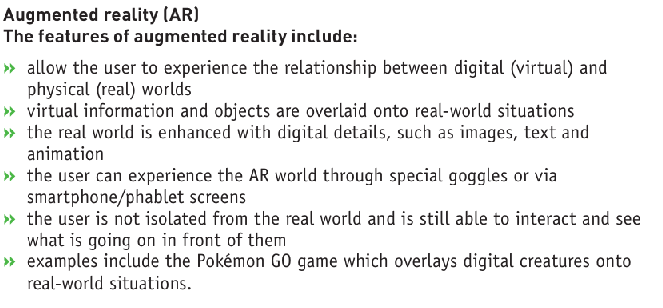 Augmented reality (AR)
The features of augmented reality include:
» allow the user to experience the relationship between digital (virtual) and
physical (real) worlds
» virtual information and objects are overlaid onto real-world situations
» the real world is enhanced with digital details, such as images, text and
animation
» the user can experience the AR world through special goggles or via
smartphone/phablet screens
» the user is not isolated from the real world and is still able to interact and see
what is going on in front of them
» examples include the Pokémon GO game which overlays digital creatures onto
real-world situations.